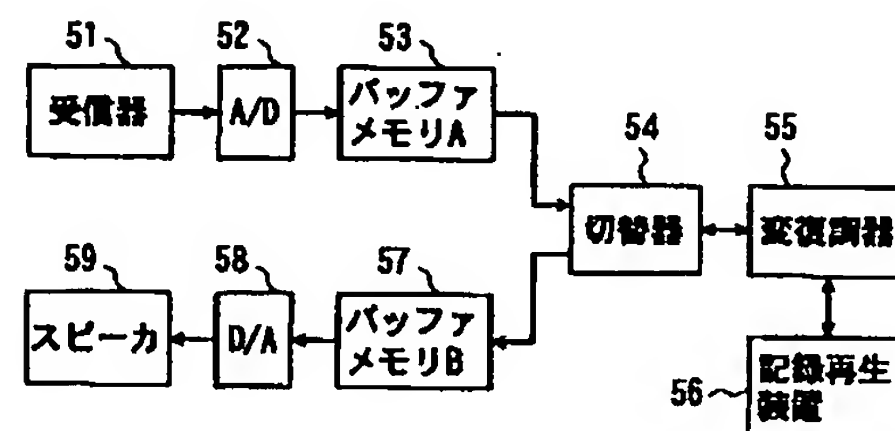 51
52
53
受信器
A/D
バッファ
メモリA
54
55
切替器
変復調器
59
58
57
スピーカ
D/A
バッファ
メモリB
56
記録再生
装置